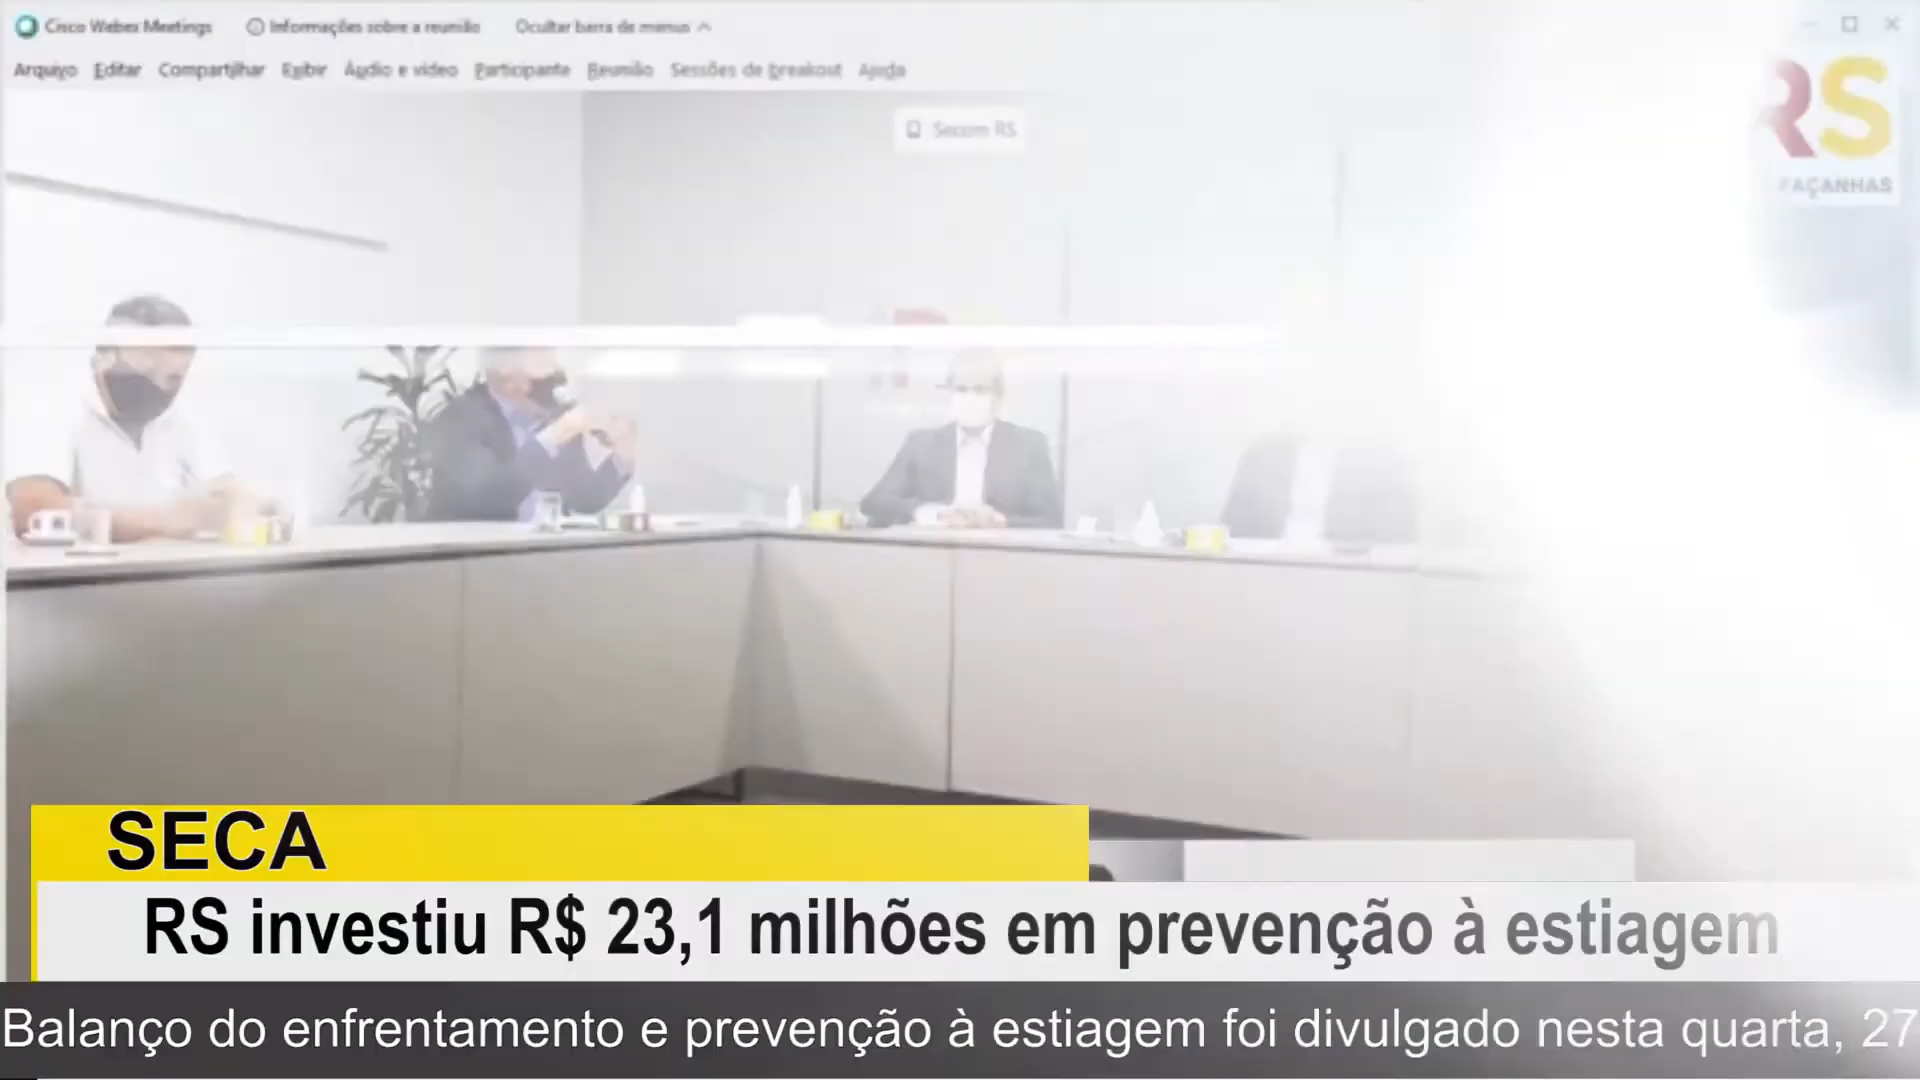 Cisco Webex Meetings
Informações sobre a reunião
Ocultar barra de menus
Arquivo Editar Compartilhar Exibir Áudio e vídeo Participante Reunião Sessões de breakout Ajuda
Secom RS
RS
FAÇANHAS
SECA
RS investiu R$ 23,1 milhões em prevenção à estiagem
Balanço do enfrentamento e prevenção à estiagem foi divulgado nesta quarta, 27